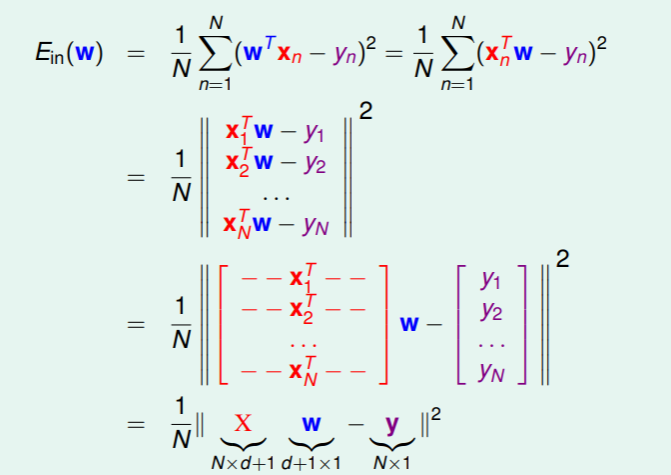 E_in(w) = 1/N ∑_{n=1}^{N} (w^T x_n − y_n)^2 = 1/N ∑_{n=1}^{N} (x_n^T w − y_n)^2
= 1/N ‖ x_1^T w − y_1
x_2^T w − y_2
...
x_N^T w − y_N ‖^2
= 1/N ‖ [ − − x_1^T − −
− − x_2^T − −
...
− − x_N^T − − ] w − [ y_1
y_2
...
y_N ] ‖^2
= 1/N ‖ X w − y ‖^2
N×d+1 d+1×1 N×1